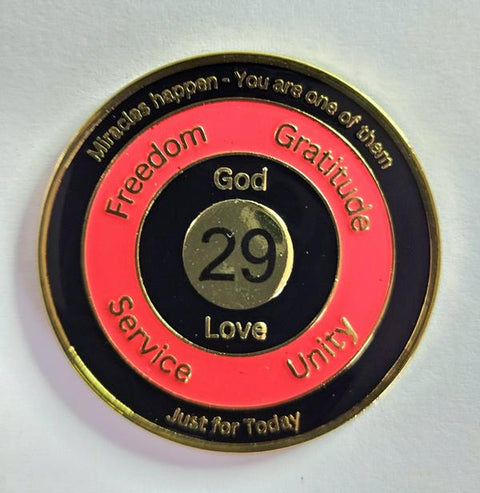 Miracles happen - You are one of them
Freedom
Gratitude
God
29
Love
Service
Unity
Just for Today